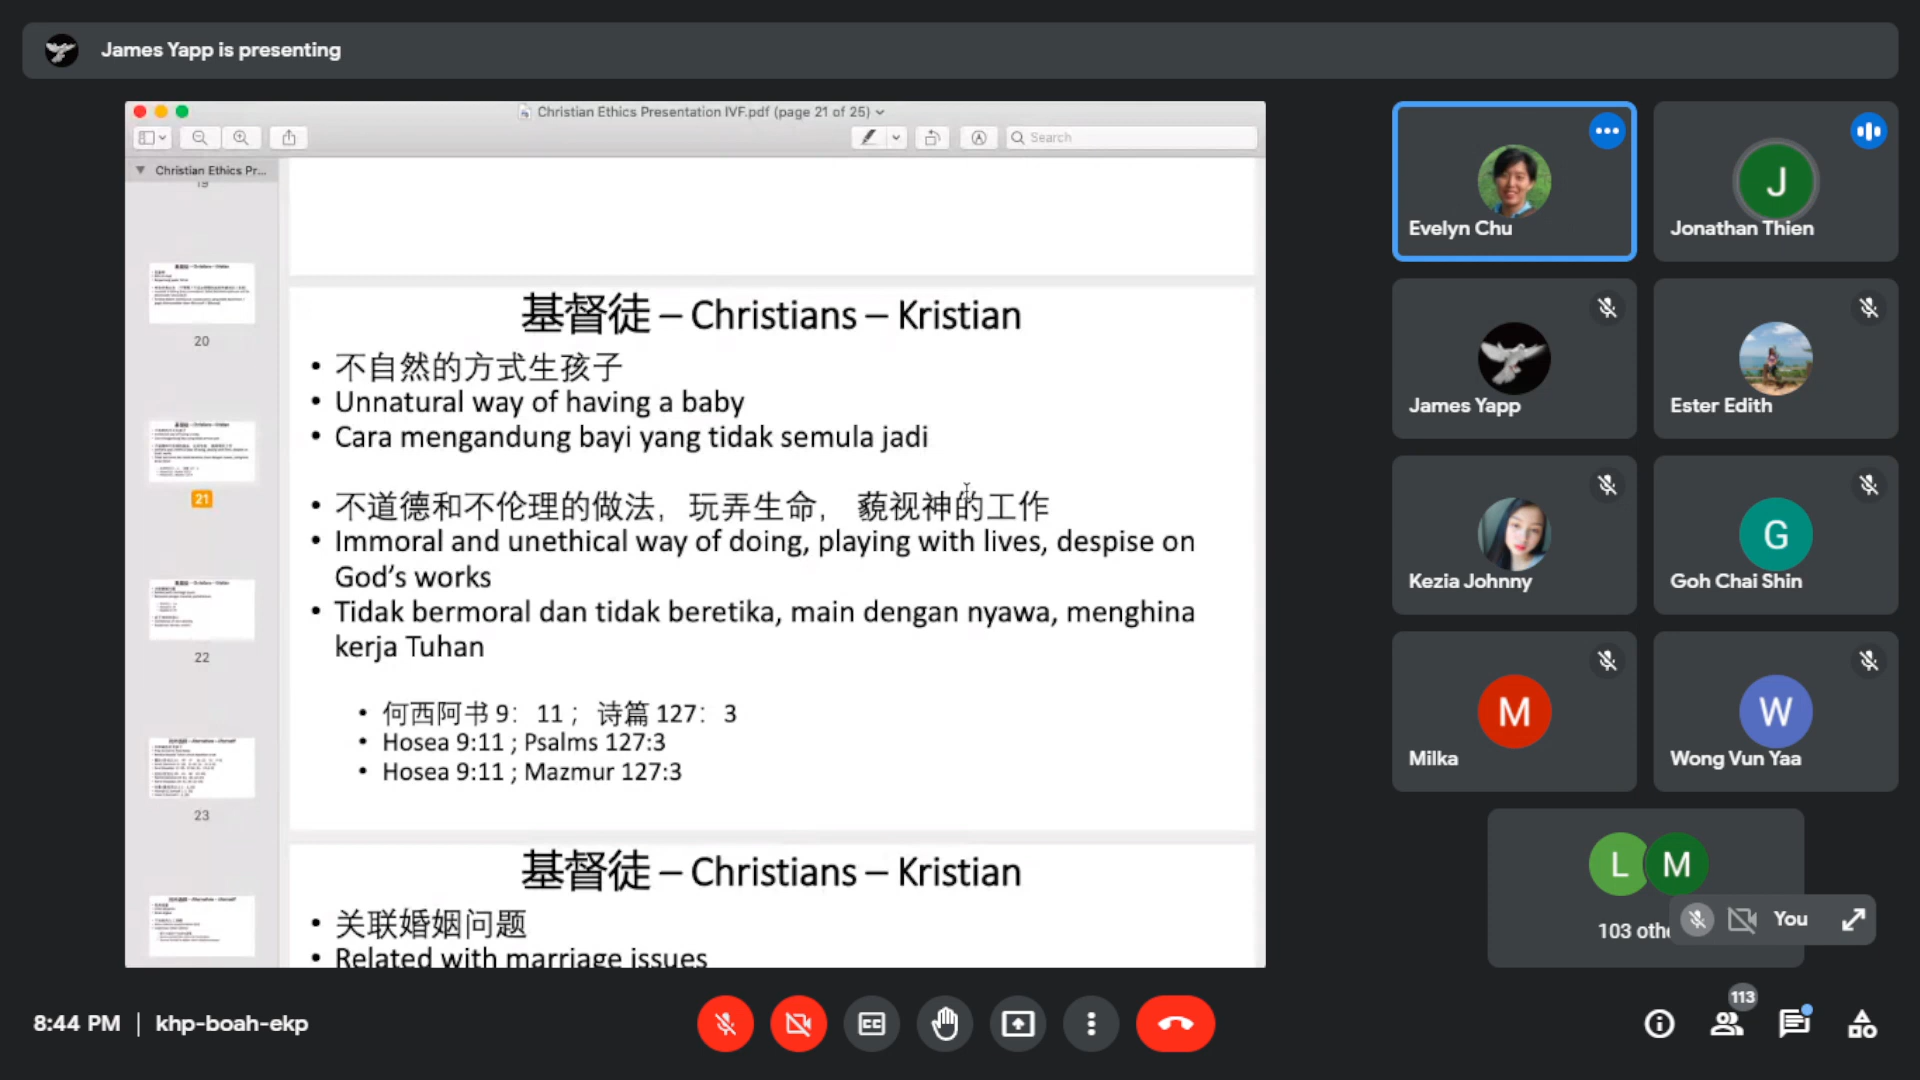 James Yapp is presenting
Christian Ethics Presentation IVF.pdf (page 21 of 25)
Search
Christian Ethics Pr...
19
20
21
22
23
基督徒 – Christians – Kristian
• 不自然的方式生孩子
• Unnatural way of having a baby
• Cara mengandung bayi yang tidak semula jadi
• 不道德和不伦理的做法, 玩弄生命, 藐视神的工作
• Immoral and unethical way of doing, playing with lives, despise on
God’s works
• Tidak bermoral dan tidak beretika, main dengan nyawa, menghina
kerja Tuhan
• 何西阿书 9: 11 ; 诗篇 127: 3
• Hosea 9:11 ; Psalms 127:3
• Hosea 9:11 ; Mazmur 127:3
基督徒 – Christians – Kristian
• 关联婚姻问题
• Related with marriage issues
Evelyn Chu
J
Jonathan Thien
James Yapp
Ester Edith
Kezia Johnny
G
Goh Chai Shin
M
Milka
W
Wong Vun Yaa
L
M
103 othe
You
8:44 PM | khp-boah-ekp
CC
113